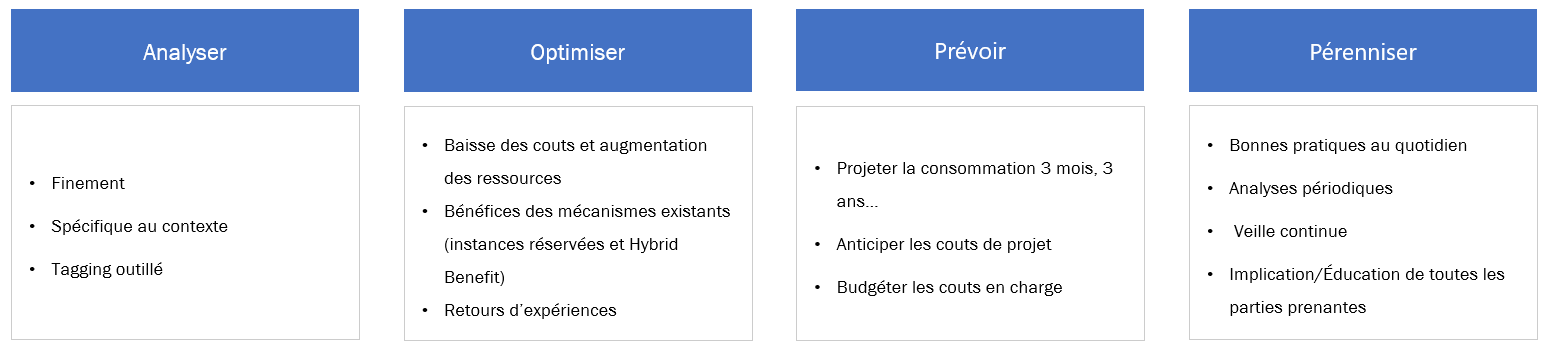 Analyser
• Finement
• Spécifique au contexte
• Tagging outillé
Optimiser
• Baisse des couts et augmentation
des ressources
• Bénéfices des mécanismes existants
(instances réservées et Hybrid
Benefit)
• Retours d’expériences
Prévoir
• Projeter la consommation 3 mois, 3
ans…
• Anticiper les couts de projet
• Budgéter les couts en charge
Pérenniser
• Bonnes pratiques au quotidien
• Analyses périodiques
• Veille continue
• Implication/Éducation de toutes les
parties prenantes